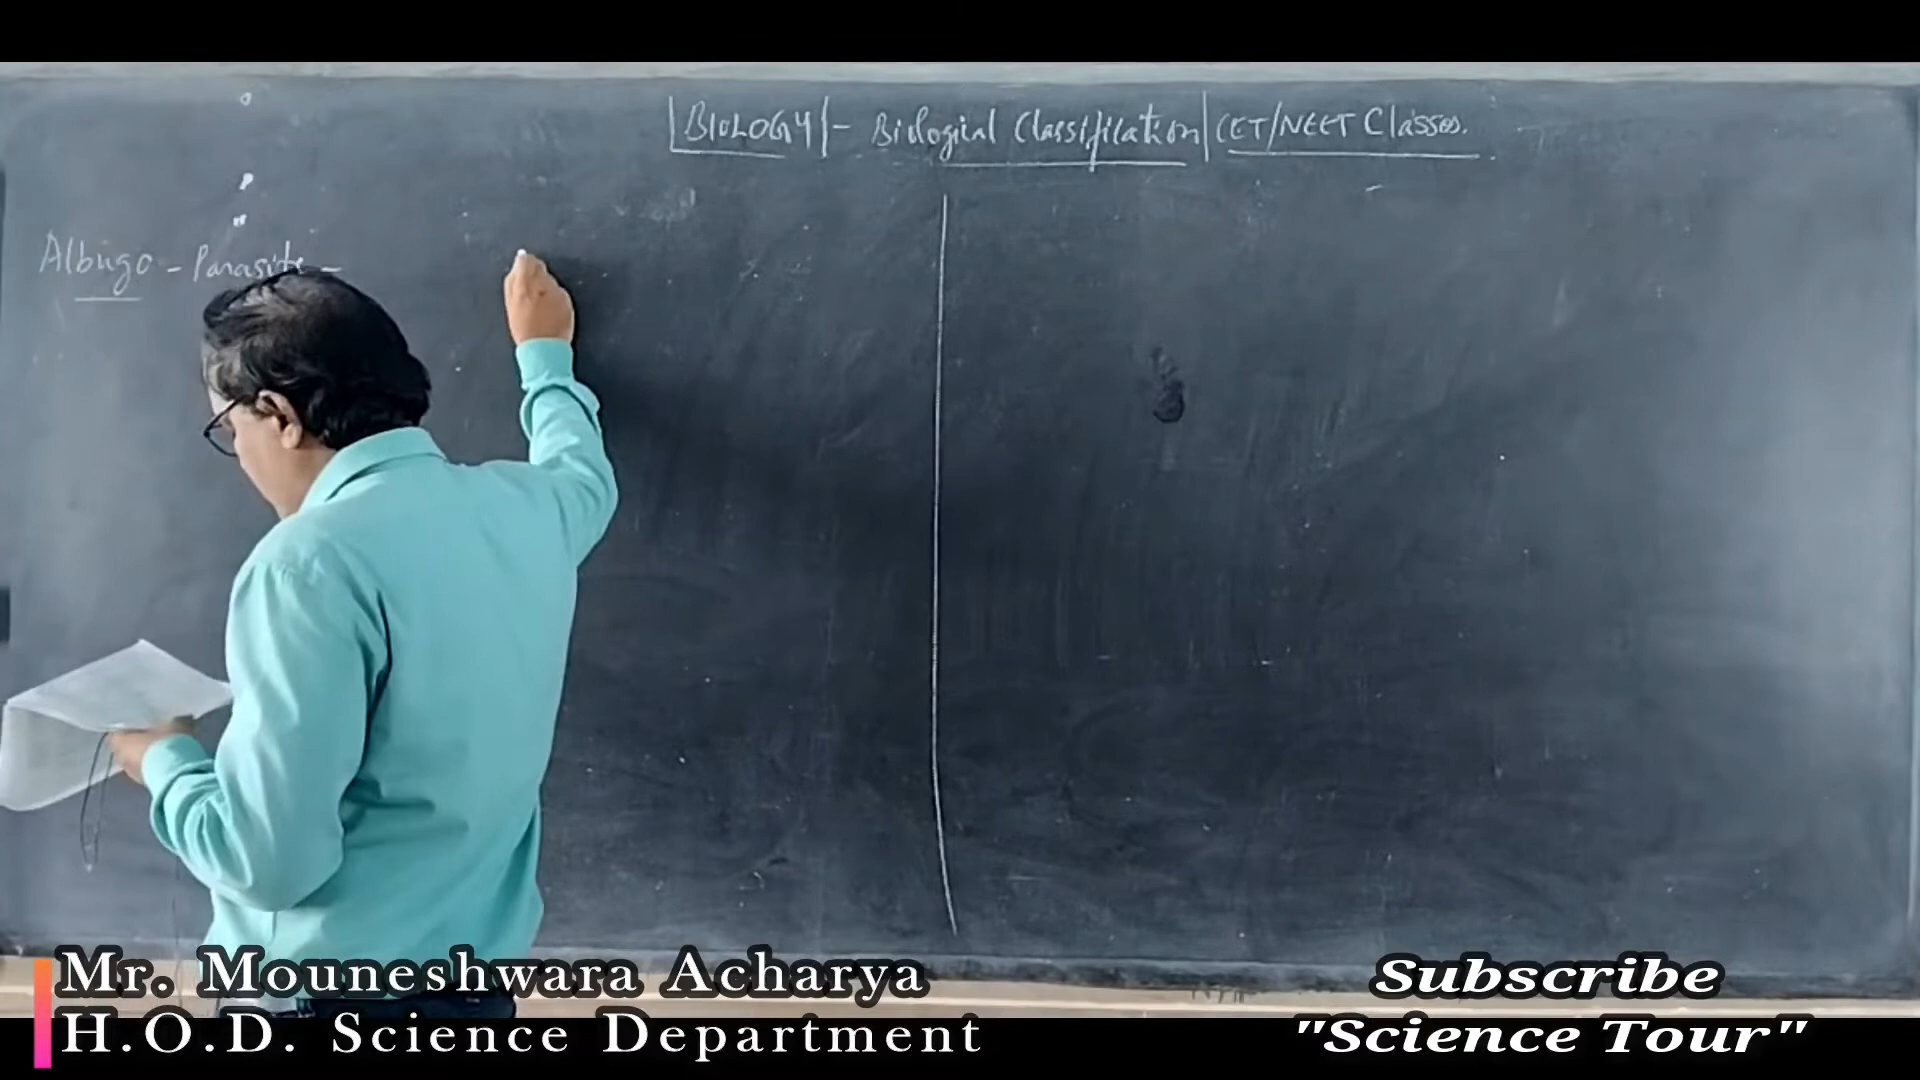 |BIOLOGY| - Biological Classification | CET/NEET Classes.
Albugo - Parasite -
Mr. Mouneshwara Acharya
H.O.D. Science Department
Subscribe
"Science Tour"